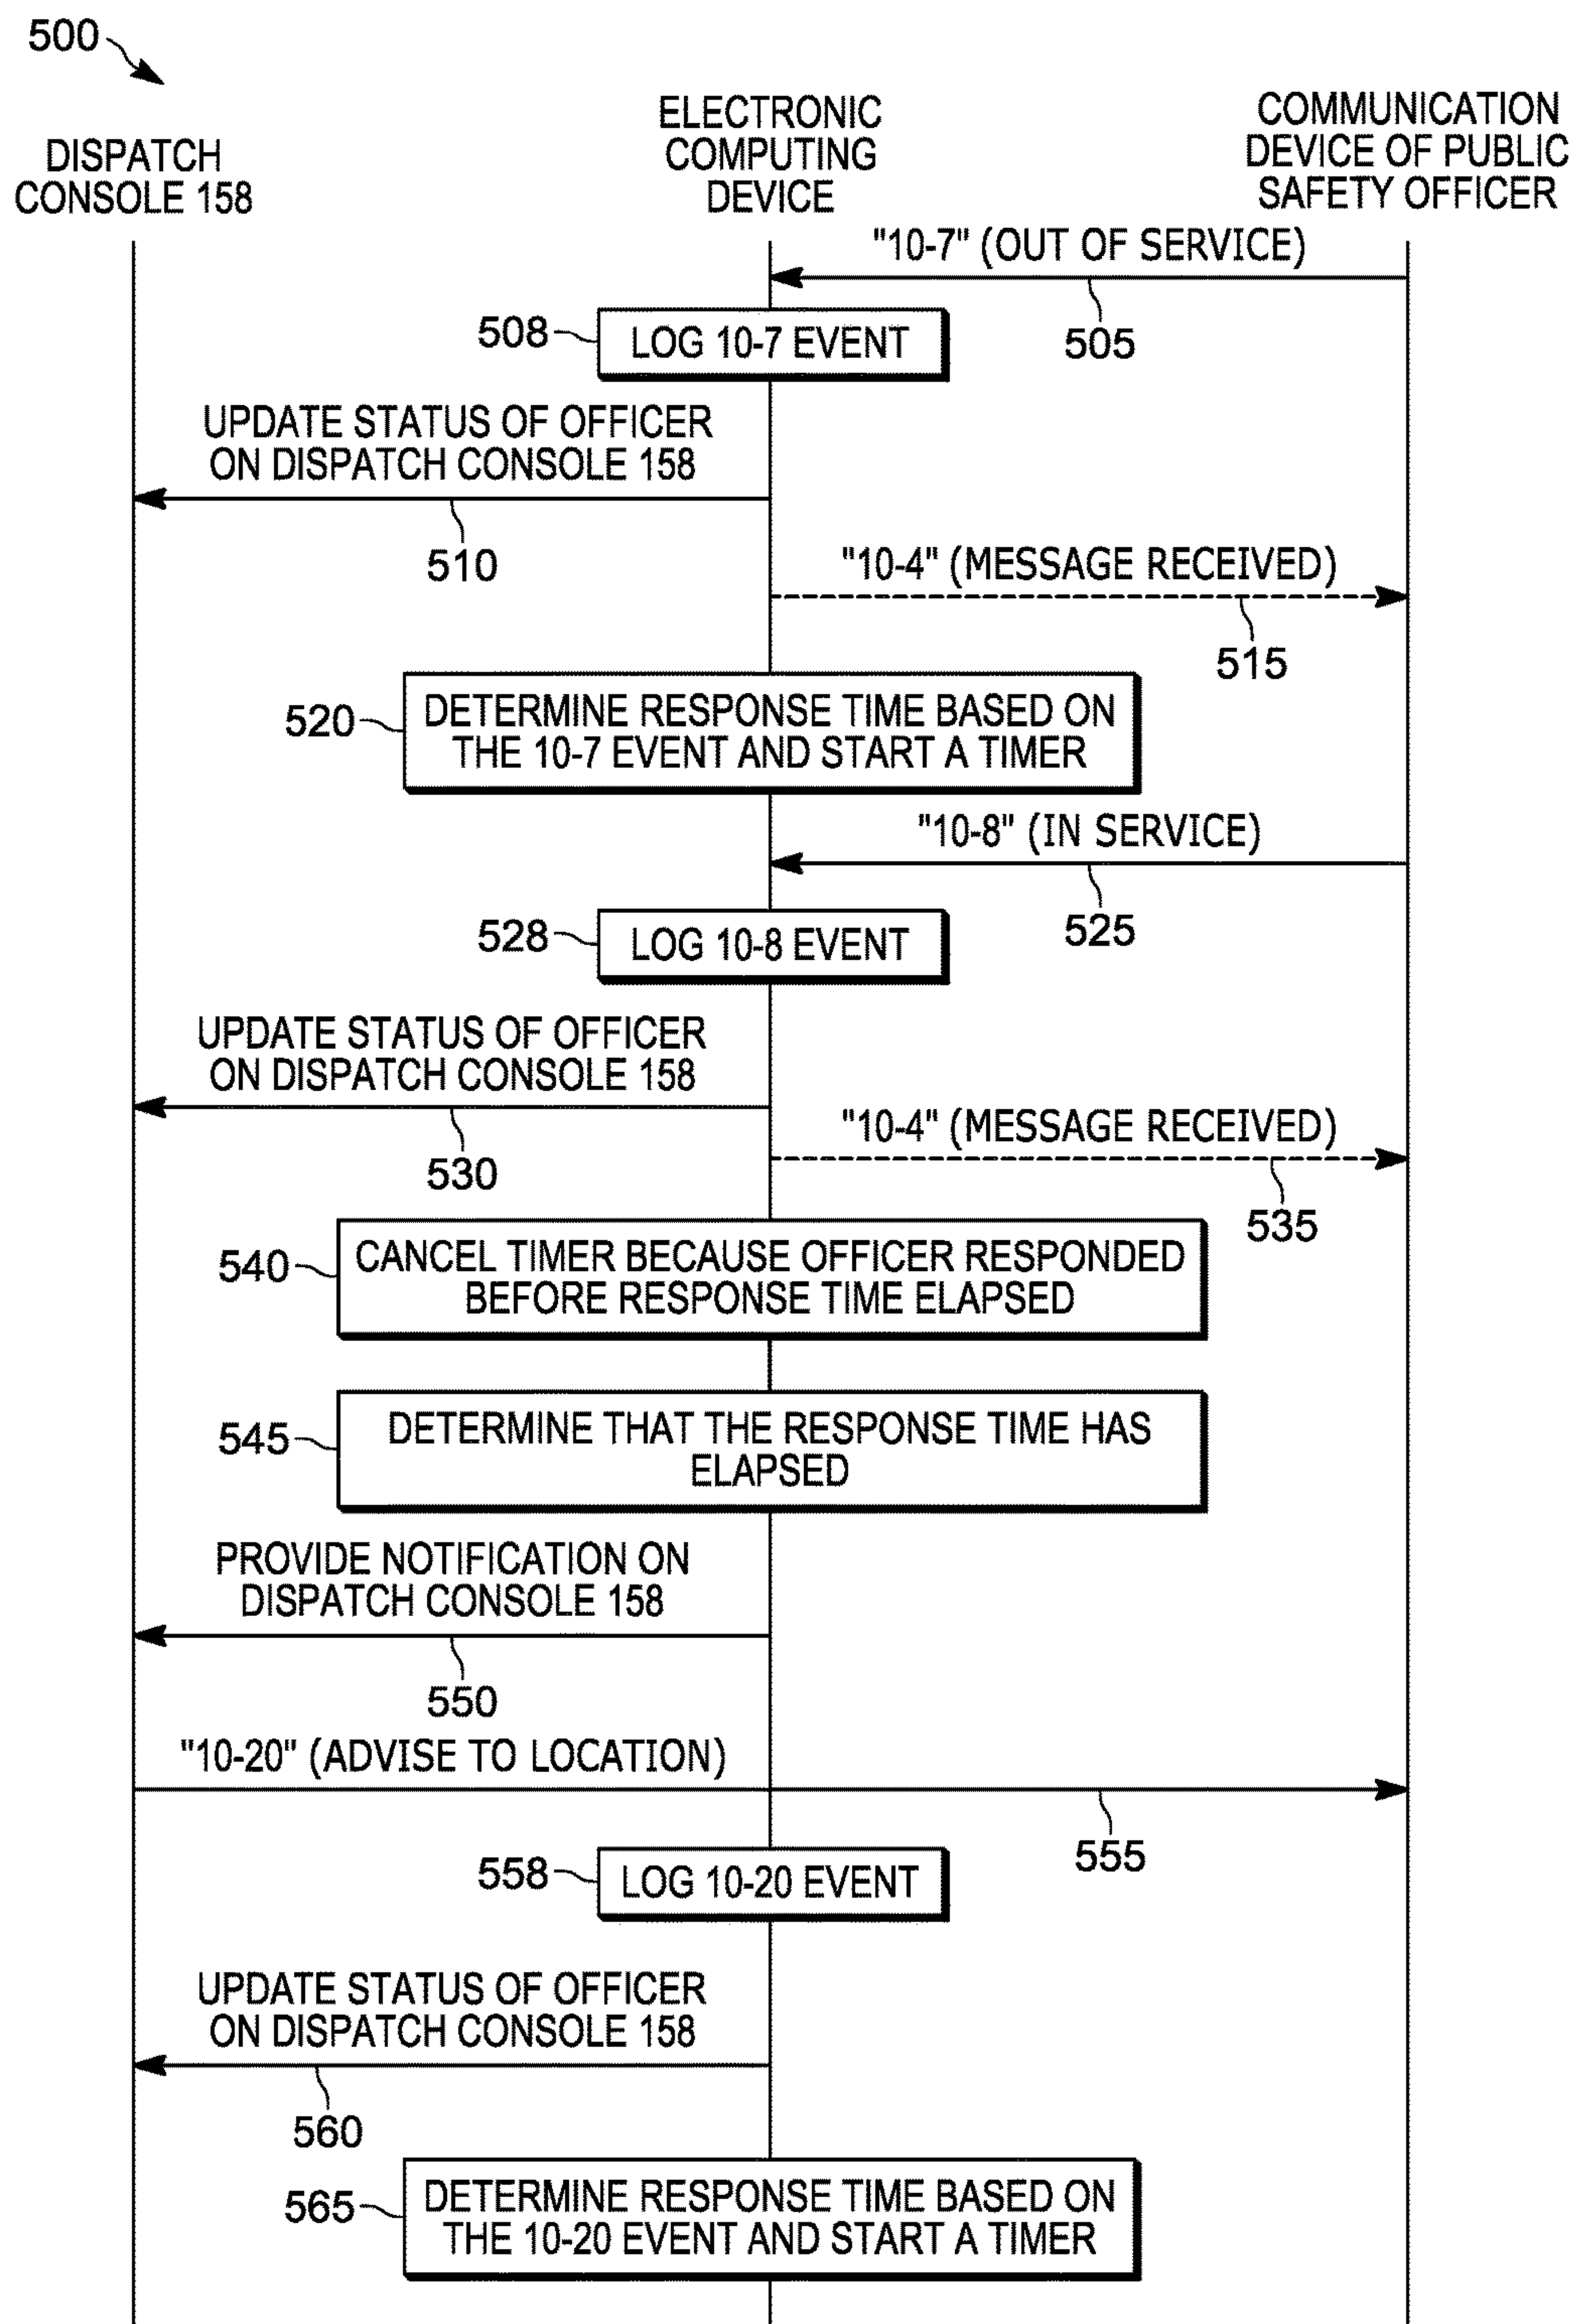 500
DISPATCH
CONSOLE 158
ELECTRONIC
COMPUTING
DEVICE
COMMUNICATION
DEVICE OF PUBLIC
SAFETY OFFICER
"10-7" (OUT OF SERVICE)
505
508
LOG 10-7 EVENT
UPDATE STATUS OF OFFICER
ON DISPATCH CONSOLE 158
510
"10-4" (MESSAGE RECEIVED)
515
520
DETERMINE RESPONSE TIME BASED ON
THE 10-7 EVENT AND START A TIMER
"10-8" (IN SERVICE)
525
528
LOG 10-8 EVENT
UPDATE STATUS OF OFFICER
ON DISPATCH CONSOLE 158
530
"10-4" (MESSAGE RECEIVED)
535
540
CANCEL TIMER BECAUSE OFFICER RESPONDED
BEFORE RESPONSE TIME ELAPSED
545
DETERMINE THAT THE RESPONSE TIME HAS
ELAPSED
PROVIDE NOTIFICATION ON
DISPATCH CONSOLE 158
550
"10-20" (ADVISE TO LOCATION)
555
558
LOG 10-20 EVENT
UPDATE STATUS OF OFFICER
ON DISPATCH CONSOLE 158
560
565
DETERMINE RESPONSE TIME BASED ON
THE 10-20 EVENT AND START A TIMER